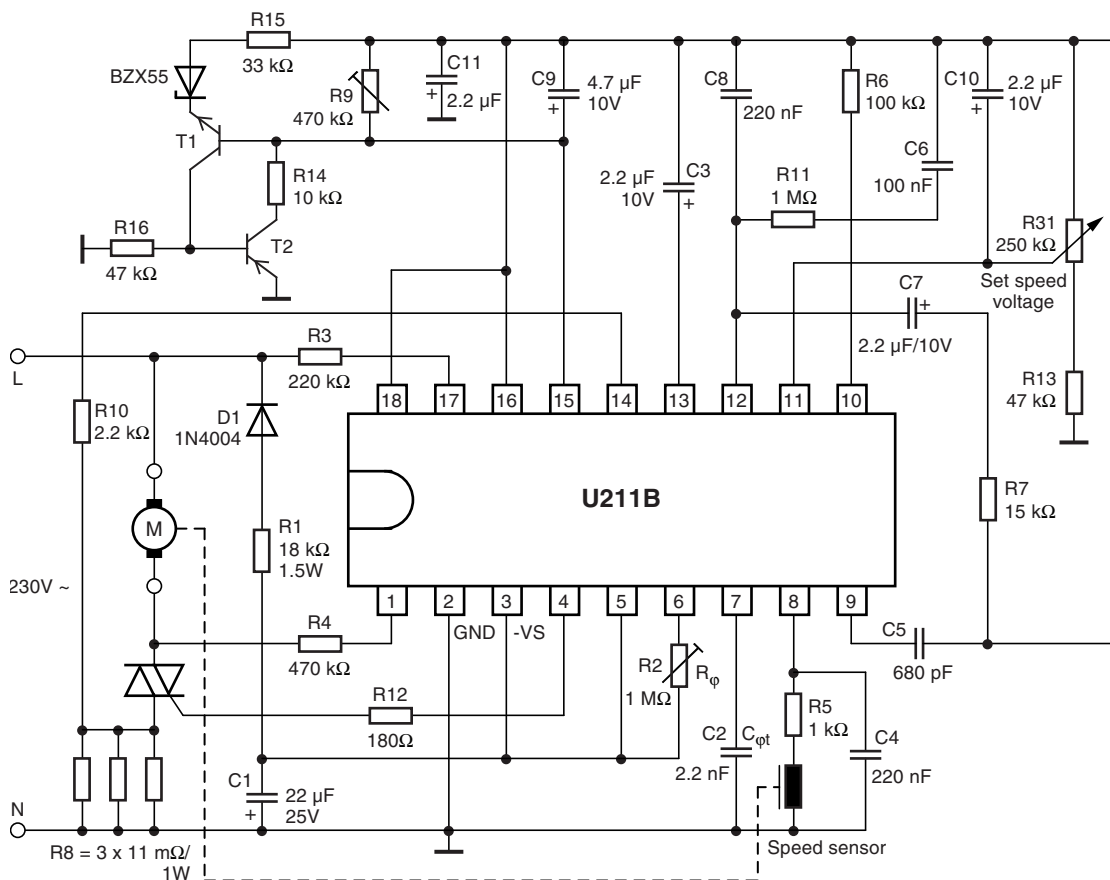 R15
33 kΩ
BZX55
R9
470 kΩ
C11
+
2.2 µF
C9
+
4.7 µF
10V
C8
220 nF
R6
100 kΩ
C10
+
2.2 µF
10V
T1
R14
10 kΩ
2.2 µF
10V
C3
+
R11
1 MΩ
C6
100 nF
R16
47 kΩ
T2
R31
250 kΩ
Set speed
voltage
C7
+
2.2 µF/10V
L
R3
220 kΩ
R10
2.2 kΩ
D1
1N4004
R13
47 kΩ
18
17
16
15
14
13
12
11
10
U211B
M
R1
18 kΩ
1.5W
R7
15 kΩ
230V ~
1
2
3
4
5
6
7
8
9
GND
-VS
R4
470 kΩ
C5
680 pF
R2
1 MΩ
Rφ
R12
180Ω
R5
1 kΩ
C2
2.2 nF
Cφt
C4
220 nF
C1
+
22 µF
25V
N
R8 = 3 x 11 mΩ/
1W
Speed sensor